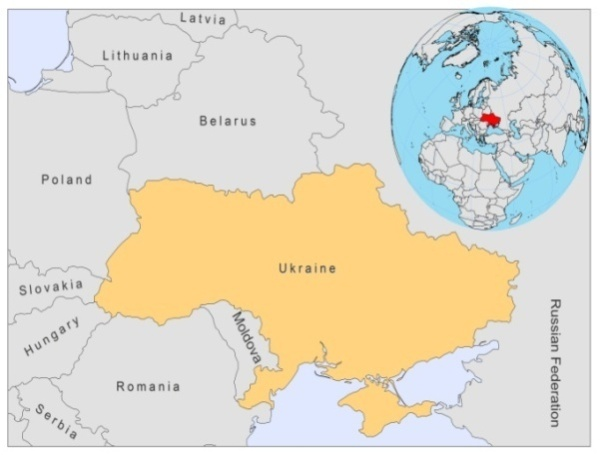 Latvia
Lithuania
Belarus
Poland
Ukraine
Slovakia
Hungary
Moldova
Russian Federation
Romania
Serbia